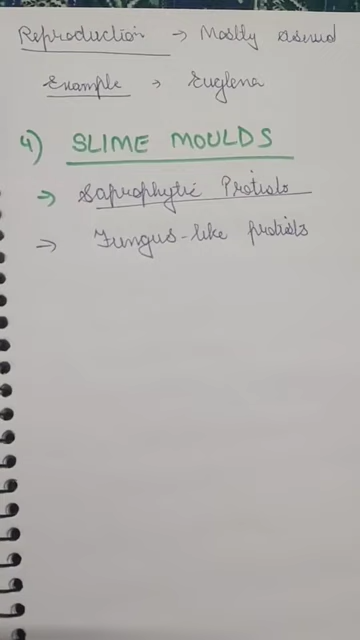 Reproduction → Mostly asexual
Example → Euglena
4) SLIME MOULDS
→ Saprophytic Protists
→ Fungus-like protists